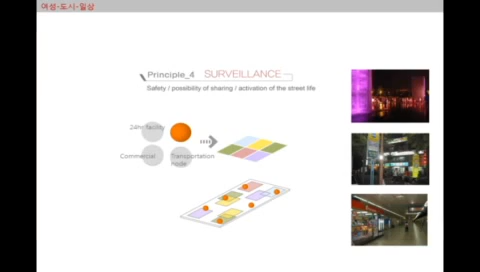 여성-도시-일상
Principle_4 SURVEILLANCE
Safety / possibility of sharing / activation of the street life
24hr facility
Commercial
Transportation
node